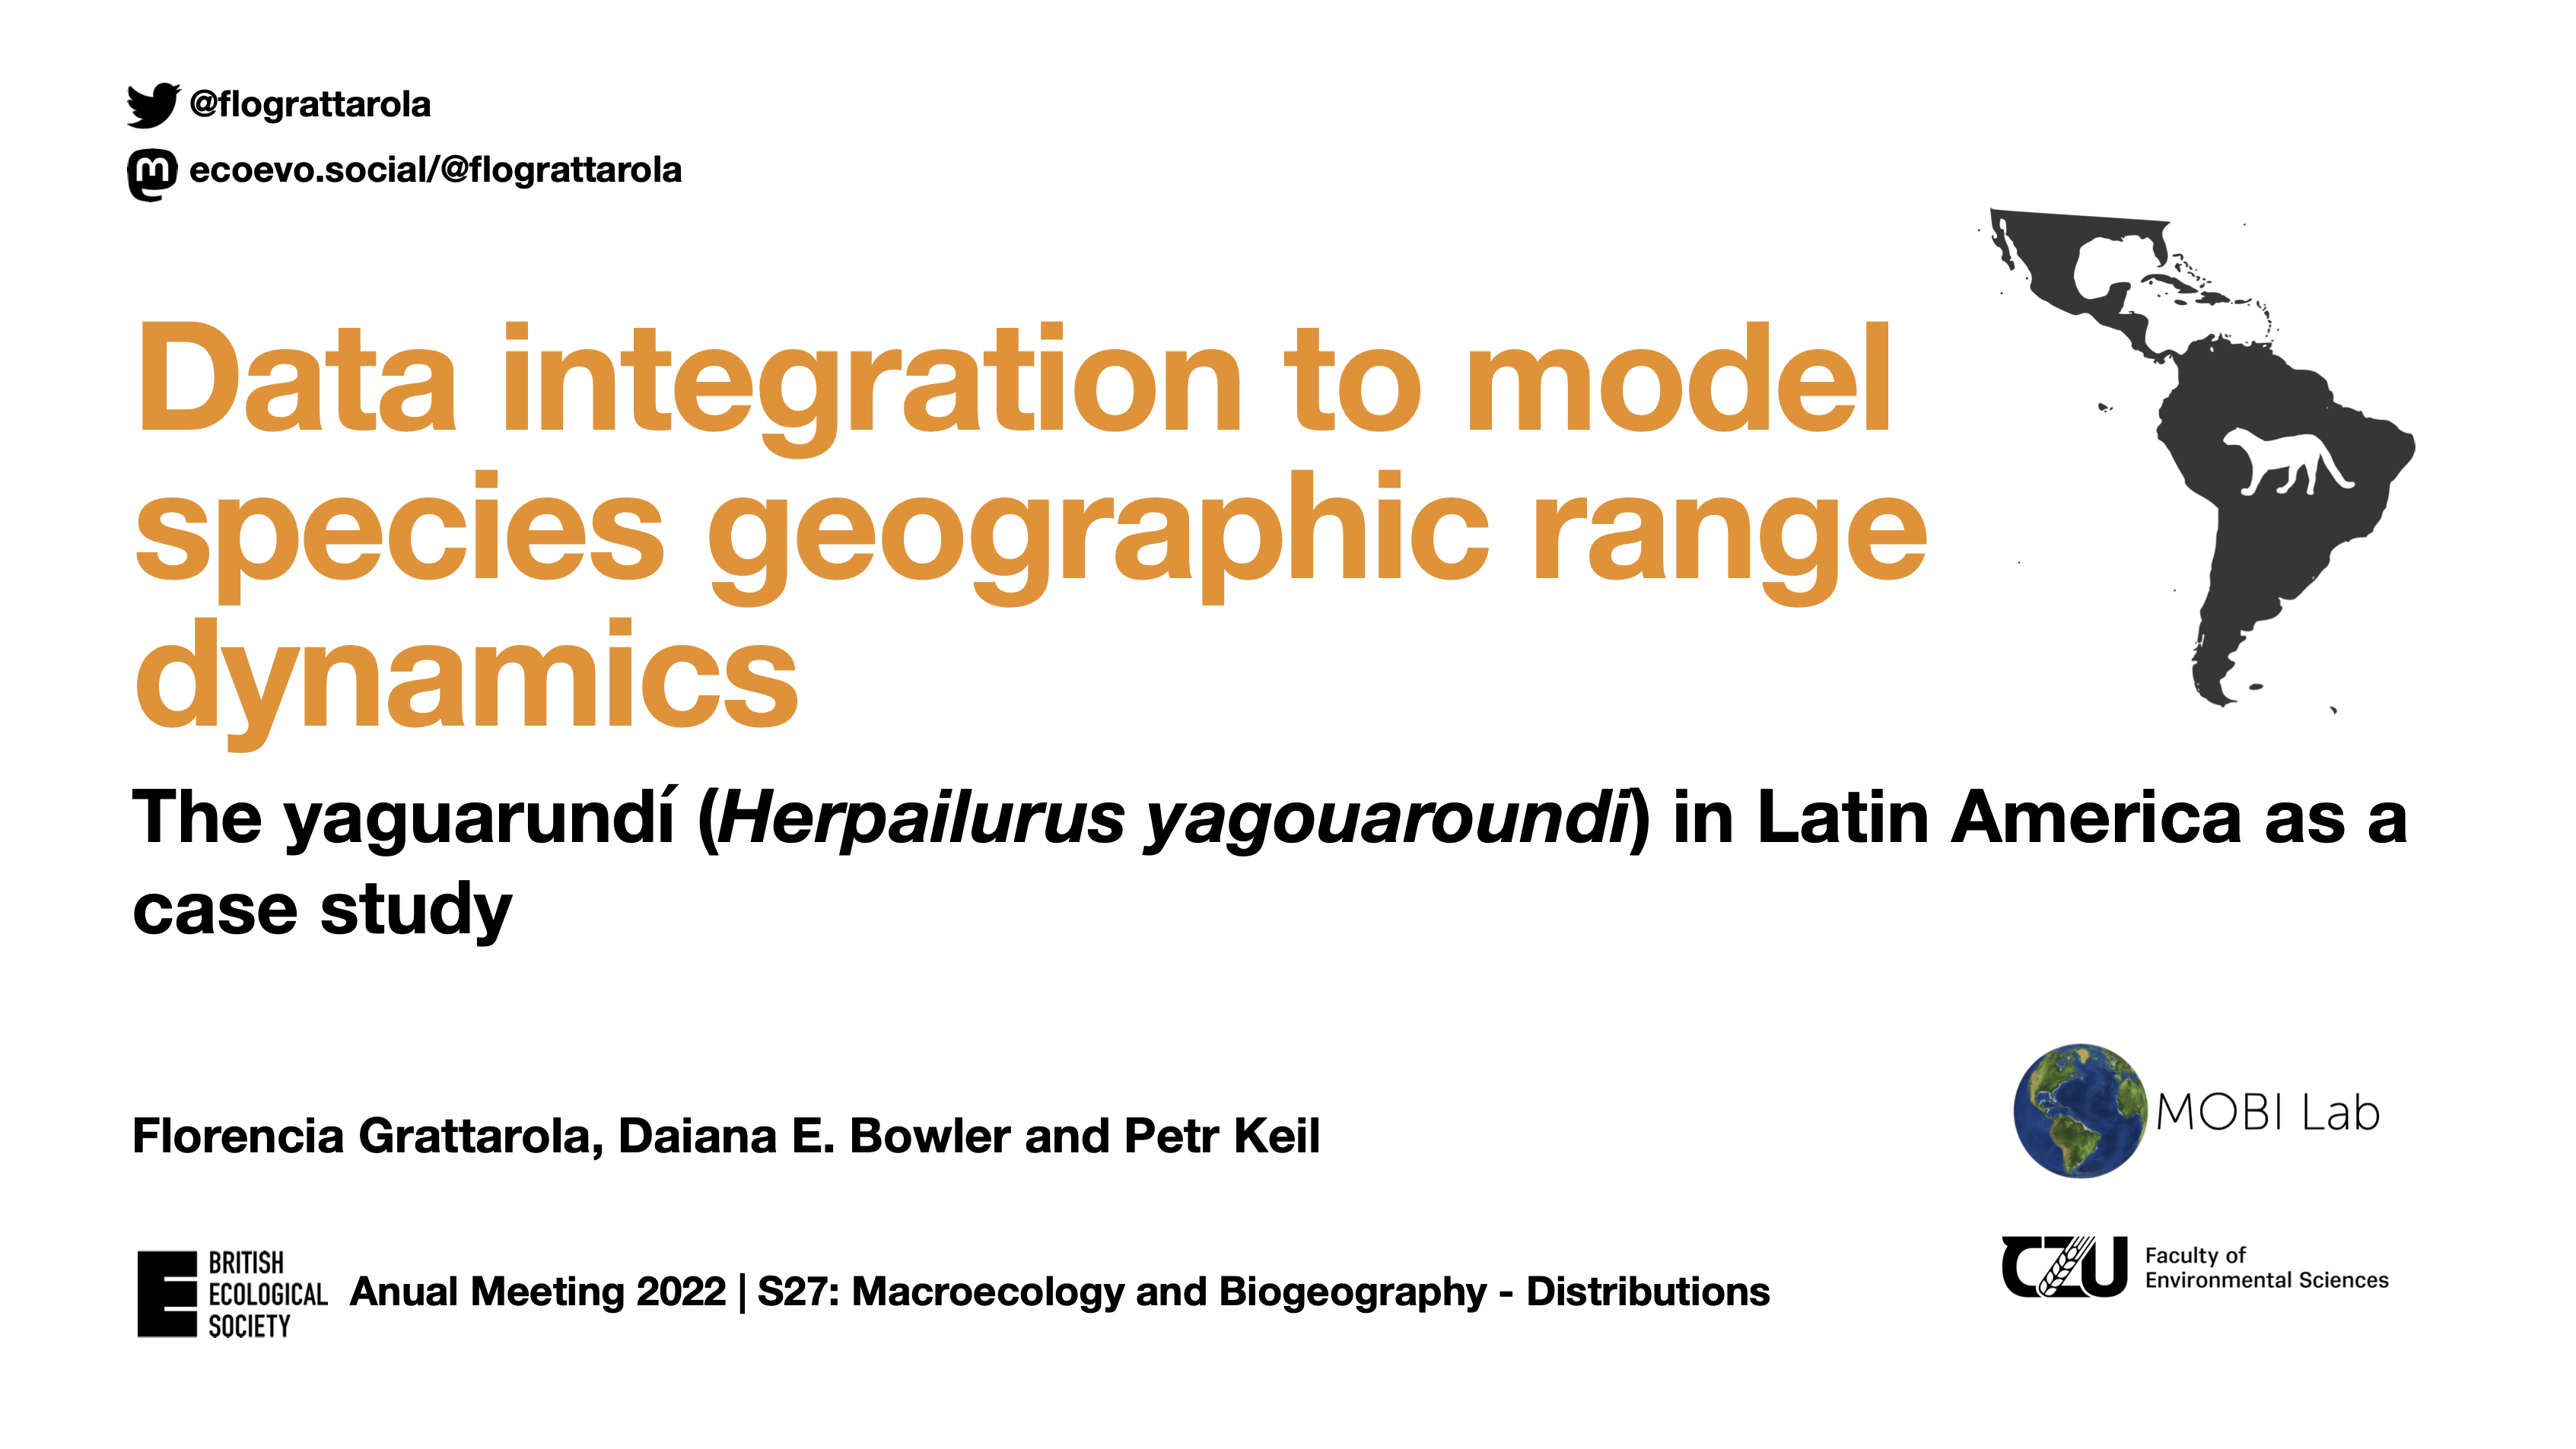 @flograttarola
ecoevo.social/@flograttarola
Data integration to model
species geographic range
dynamics
The yaguarundí (Herpailurus yagouaroundi) in Latin America as a
case study
Florencia Grattarola, Daiana E. Bowler and Petr Keil
MOBI Lab
BRITISH
ECOLOGICAL
SOCIETY
Anual Meeting 2022 | S27: Macroecology and Biogeography - Distributions
CZU
Faculty of
Environmental Sciences